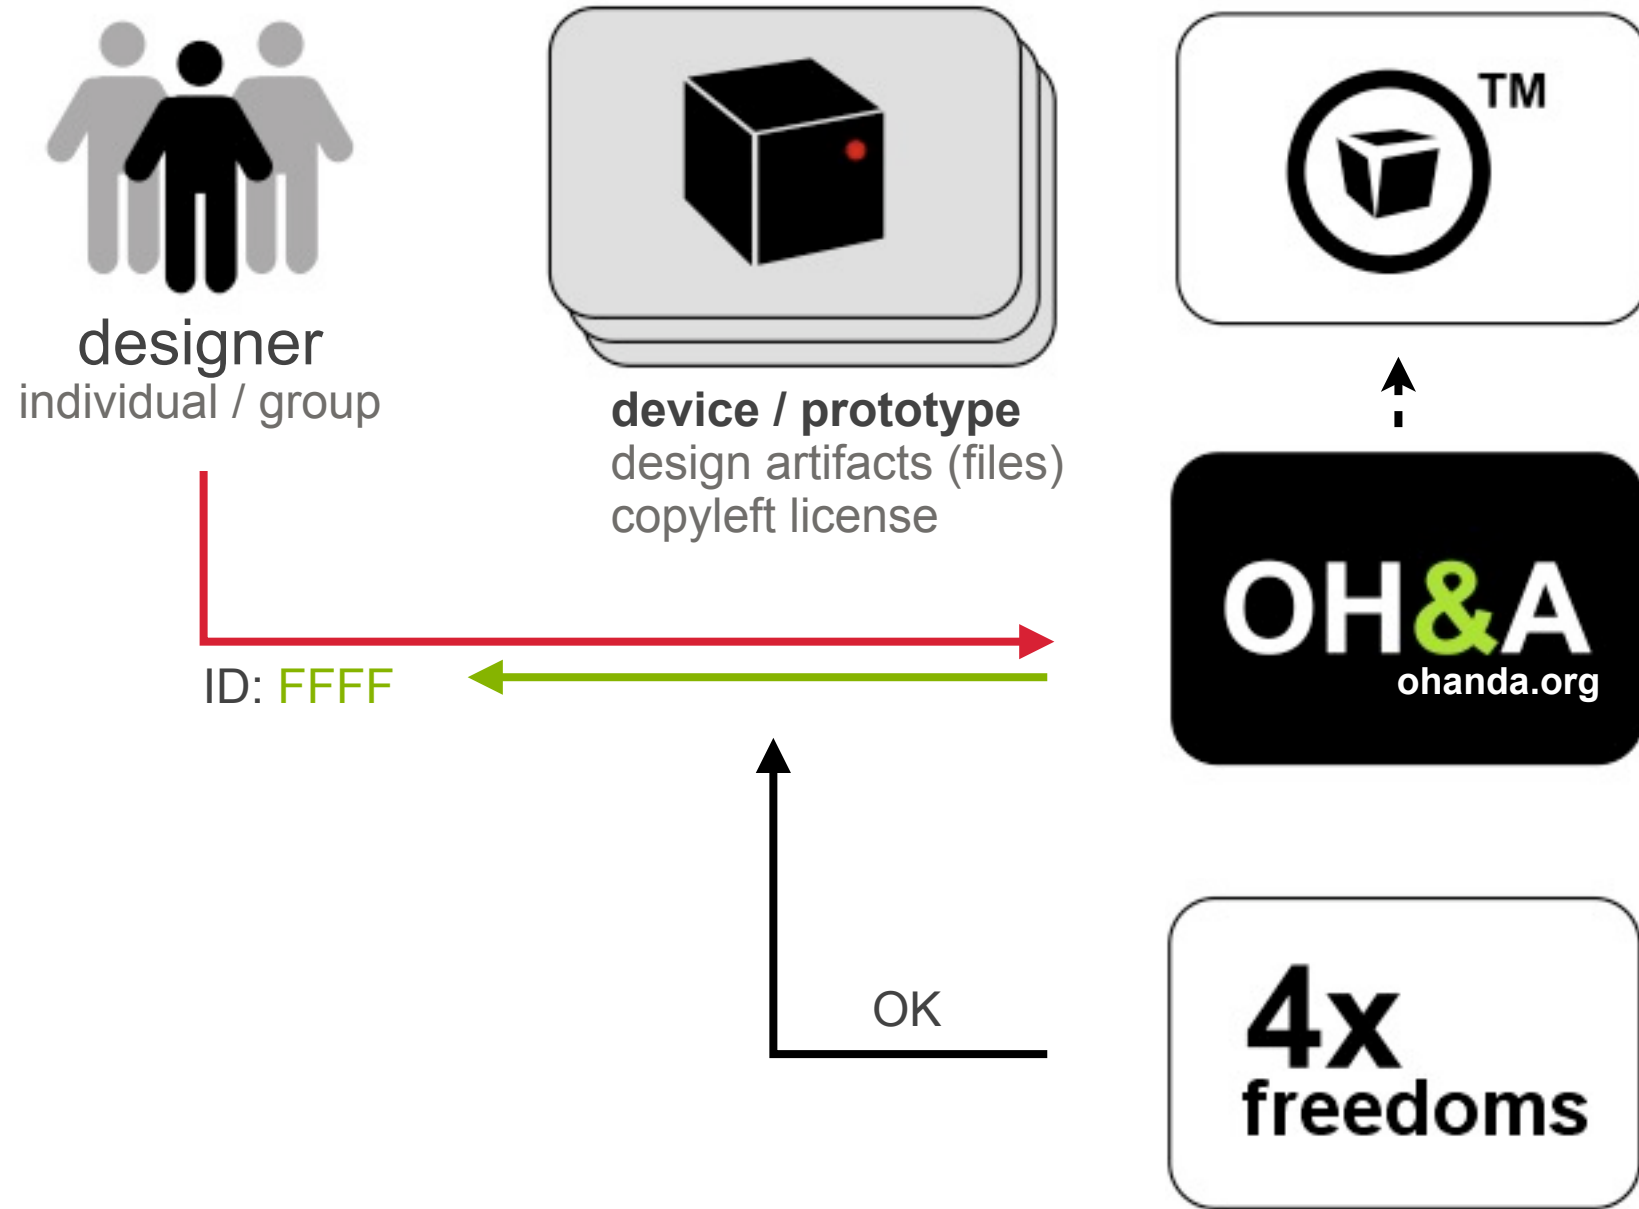 designer
individual / group
device / prototype
design artifacts (files)
copyleft license
TM
OH&A
ohanda.org
ID: FFFF
OK
4x
freedoms